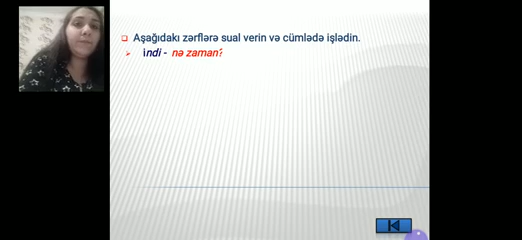 Aşağıdakı zərflərə sual verin və cümlədə işlədin.
İndi - nə zaman?